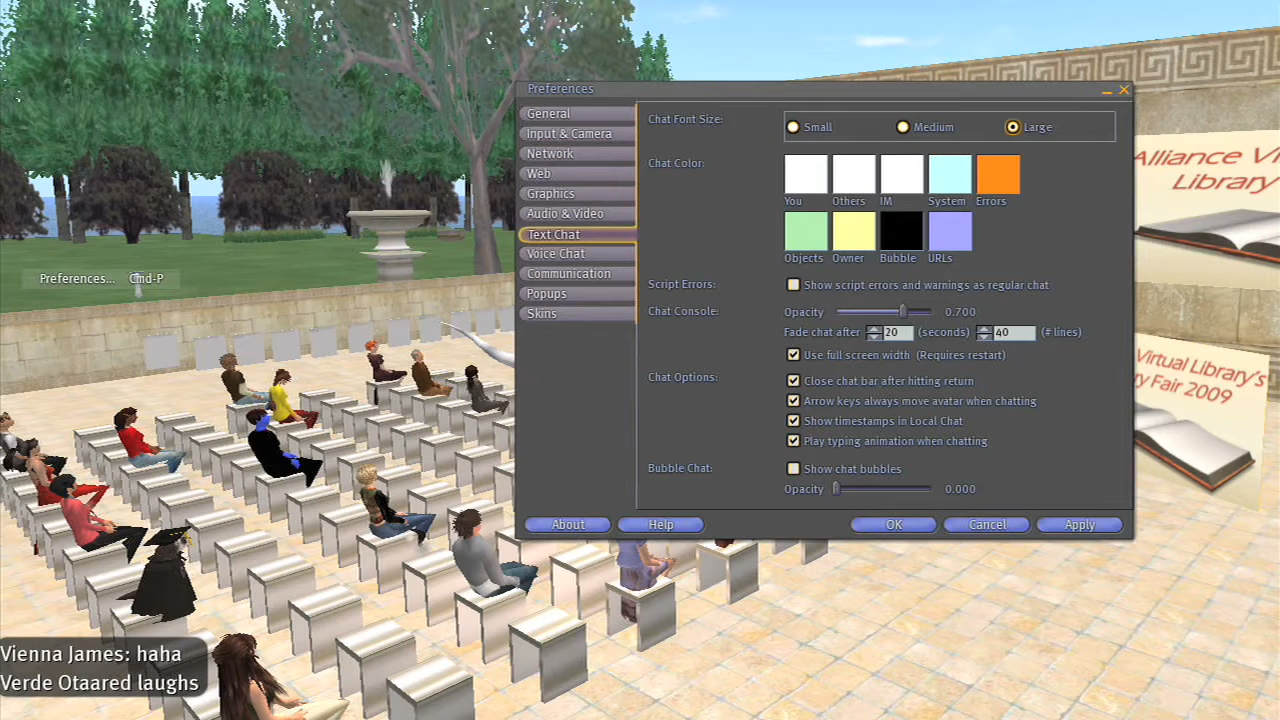 Preferences
General
Input & Camera
Network
Web
Graphics
Audio & Video
Text Chat
Voice Chat
Communication
Popups
Skins
Chat Font Size:
Small Medium Large
Chat Color:
You Others IM System Errors
Objects Owner Bubble URLs
Script Errors:
Show script errors and warnings as regular chat
Chat Console:
Opacity 0.700
Fade chat after 20 (seconds) 40 (# lines)
Use full screen width (Requires restart)
Chat Options:
Close chat bar after hitting return
Arrow keys always move avatar when chatting
Show timestamps in Local Chat
Play typing animation when chatting
Bubble Chat:
Show chat bubbles
Opacity 0.000
About Help OK Cancel Apply
Preferences... Cmd-P
Alliance
Library
Virtual Library's
Fair 2009
Vienna James: haha
Verde Otaared laughs